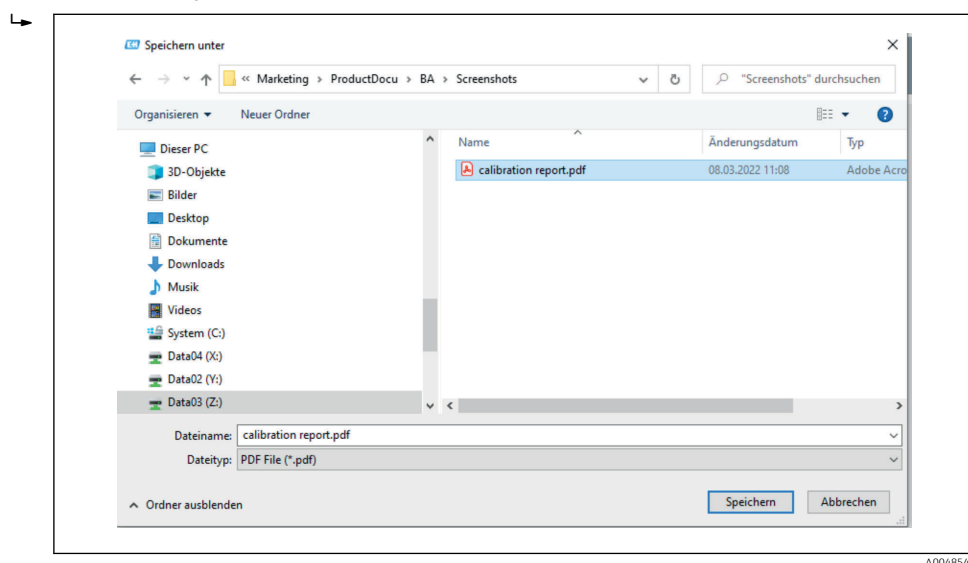 Speichern unter
« Marketing › ProductDocu › BA › Screenshots
"Screenshots" durchsuchen
Organisieren
Neuer Ordner
Dieser PC
3D-Objekte
Bilder
Desktop
Dokumente
Downloads
Musik
Videos
System (C:)
Data04 (X:)
Data02 (Y:)
Data03 (Z:)
Name Änderungsdatum Typ
calibration report.pdf 08.03.2022 11:08 Adobe Acro
Dateiname: calibration report.pdf
Dateityp: PDF File (*.pdf)
Ordner ausblenden
Speichern
Abbrechen